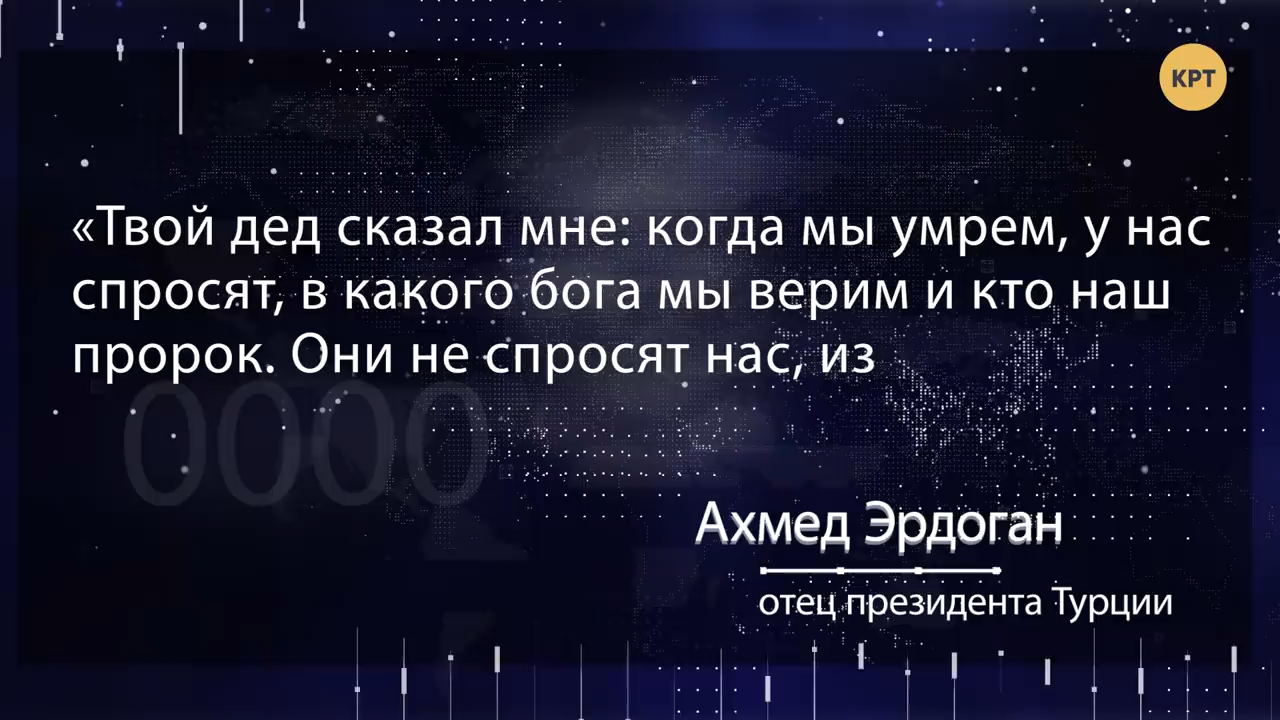 КРТ
«Твой дед сказал мне: когда мы умрем, у нас
спросят, в какого бога мы верим и кто наш
пророк. Они не спросят нас, из
0000
Ахмед Эрдоган
отец президента Турции